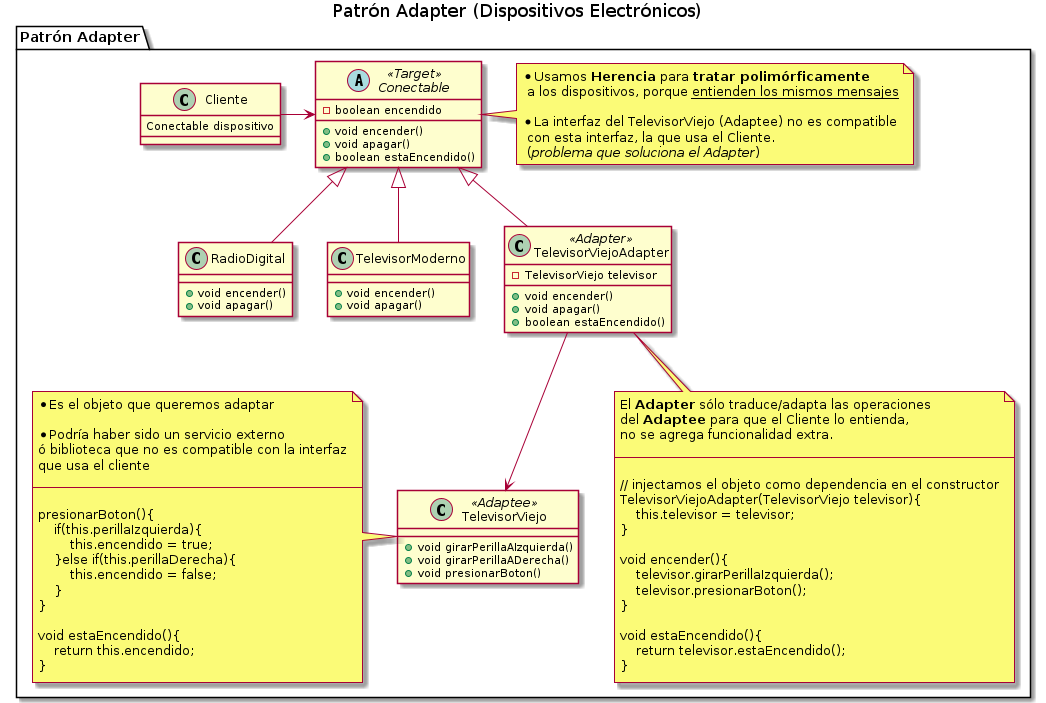 Patrón Adapter (Dispositivos Electrónicos)
Patrón Adapter
C Cliente
Conectable dispositivo
A «Target»
Conectable
boolean encendido
void encender()
void apagar()
boolean estaEncendido()
• Usamos Herencia para tratar polimórficamente
a los dispositivos, porque entienden los mismos mensajes
• La interfaz del TelevisorViejo (Adaptee) no es compatible
con esta interfaz, la que usa el Cliente.
(problema que soluciona el Adapter)
C RadioDigital
void encender()
void apagar()
C TelevisorModerno
void encender()
void apagar()
C «Adapter»
TelevisorViejoAdapter
TelevisorViejo televisor
void encender()
void apagar()
boolean estaEncendido()
• Es el objeto que queremos adaptar
• Podría haber sido un servicio externo
ó biblioteca que no es compatible con la interfaz
que usa el cliente
presionarBoton(){
if(this.perillaIzquierda){
this.encendido = true;
}else if(this.perillaDerecha){
this.encendido = false;
}
}
void estaEncendido(){
return this.encendido;
}
C «Adaptee»
TelevisorViejo
void girarPerillaAIzquierda()
void girarPerillaADerecha()
void presionarBoton()
El Adapter sólo traduce/adapta las operaciones
del Adaptee para que el Cliente lo entienda,
no se agrega funcionalidad extra.
// injectamos el objeto como dependencia en el constructor
TelevisorViejoAdapter(TelevisorViejo televisor){
this.televisor = televisor;
}
void encender(){
televisor.girarPerillaIzquierda();
televisor.presionarBoton();
}
void estaEncendido(){
return televisor.estaEncendido();
}